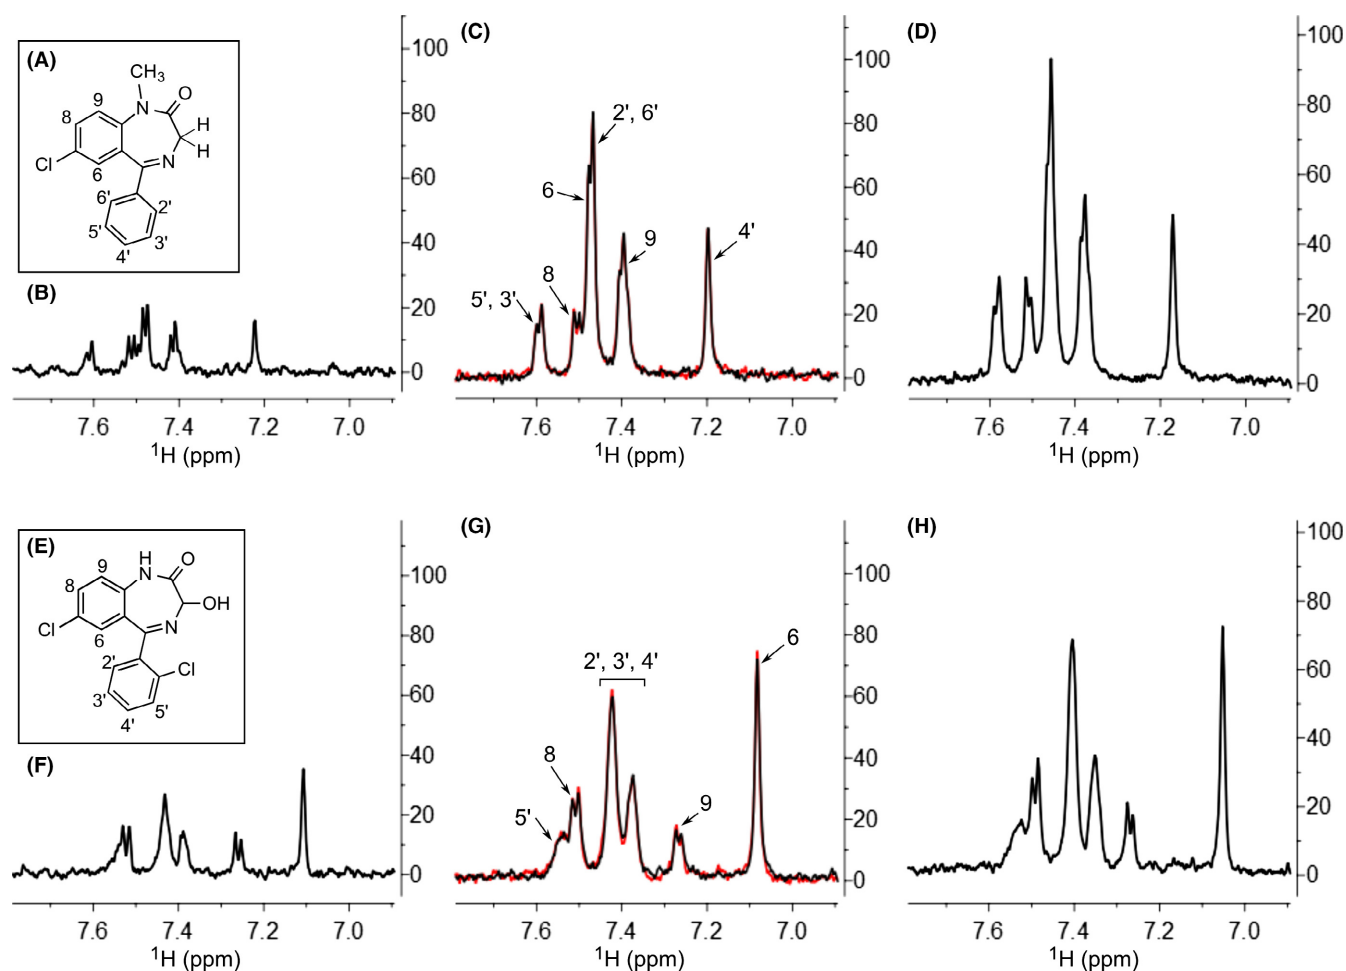 (A)
CH₃
N
O
9
8
H
H
Cl
N
6
6'
2'
5'
3'
4'
(B)
100
80
60
40
20
0
7.6 7.4 7.2 7.0
¹H (ppm)
(C)
2', 6'
6
9
4'
8
5', 3'
100
80
60
40
20
0
7.6 7.4 7.2 7.0
¹H (ppm)
(D)
100
80
60
40
20
0
7.6 7.4 7.2 7.0
¹H (ppm)
(E)
H
N
O
9
8
OH
Cl
N
6
2'
Cl
3'
5'
4'
(F)
100
80
60
40
20
0
7.6 7.4 7.2 7.0
¹H (ppm)
(G)
6
2', 3', 4'
8
9
5'
100
80
60
40
20
0
7.6 7.4 7.2 7.0
¹H (ppm)
(H)
100
80
60
40
20
0
7.6 7.4 7.2 7.0
¹H (ppm)